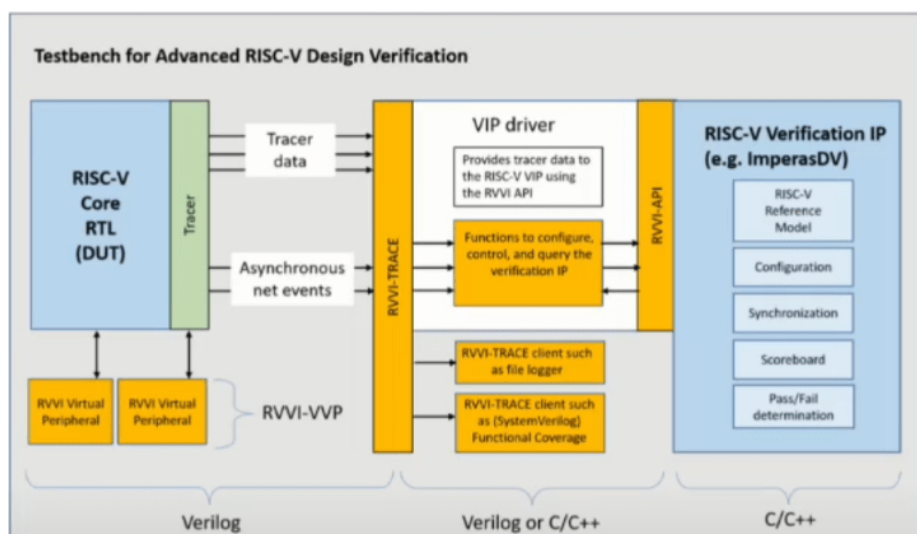 Testbench for Advanced RISC-V Design Verification
RISC-V
Core
RTL
(DUT)
Tracer
Tracer
data
Asynchronous
net events
RVVI Virtual
Peripheral
RVVI Virtual
Peripheral
RVVI-VVP
RVVI-TRACE
VIP driver
Provides tracer data to
the RISC-V VIP using
the RVVI API
Functions to configure,
control, and query the
verification IP
RVVI-TRACE client such
as file logger
RVVI-TRACE client such
as (SystemVerilog)
Functional Coverage
RVVI-API
RISC-V Verification IP
(e.g. ImperasDV)
RISC-V
Reference
Model
Configuration
Synchronization
Scoreboard
Pass/Fail
determination
Verilog
Verilog or C/C++
C/C++